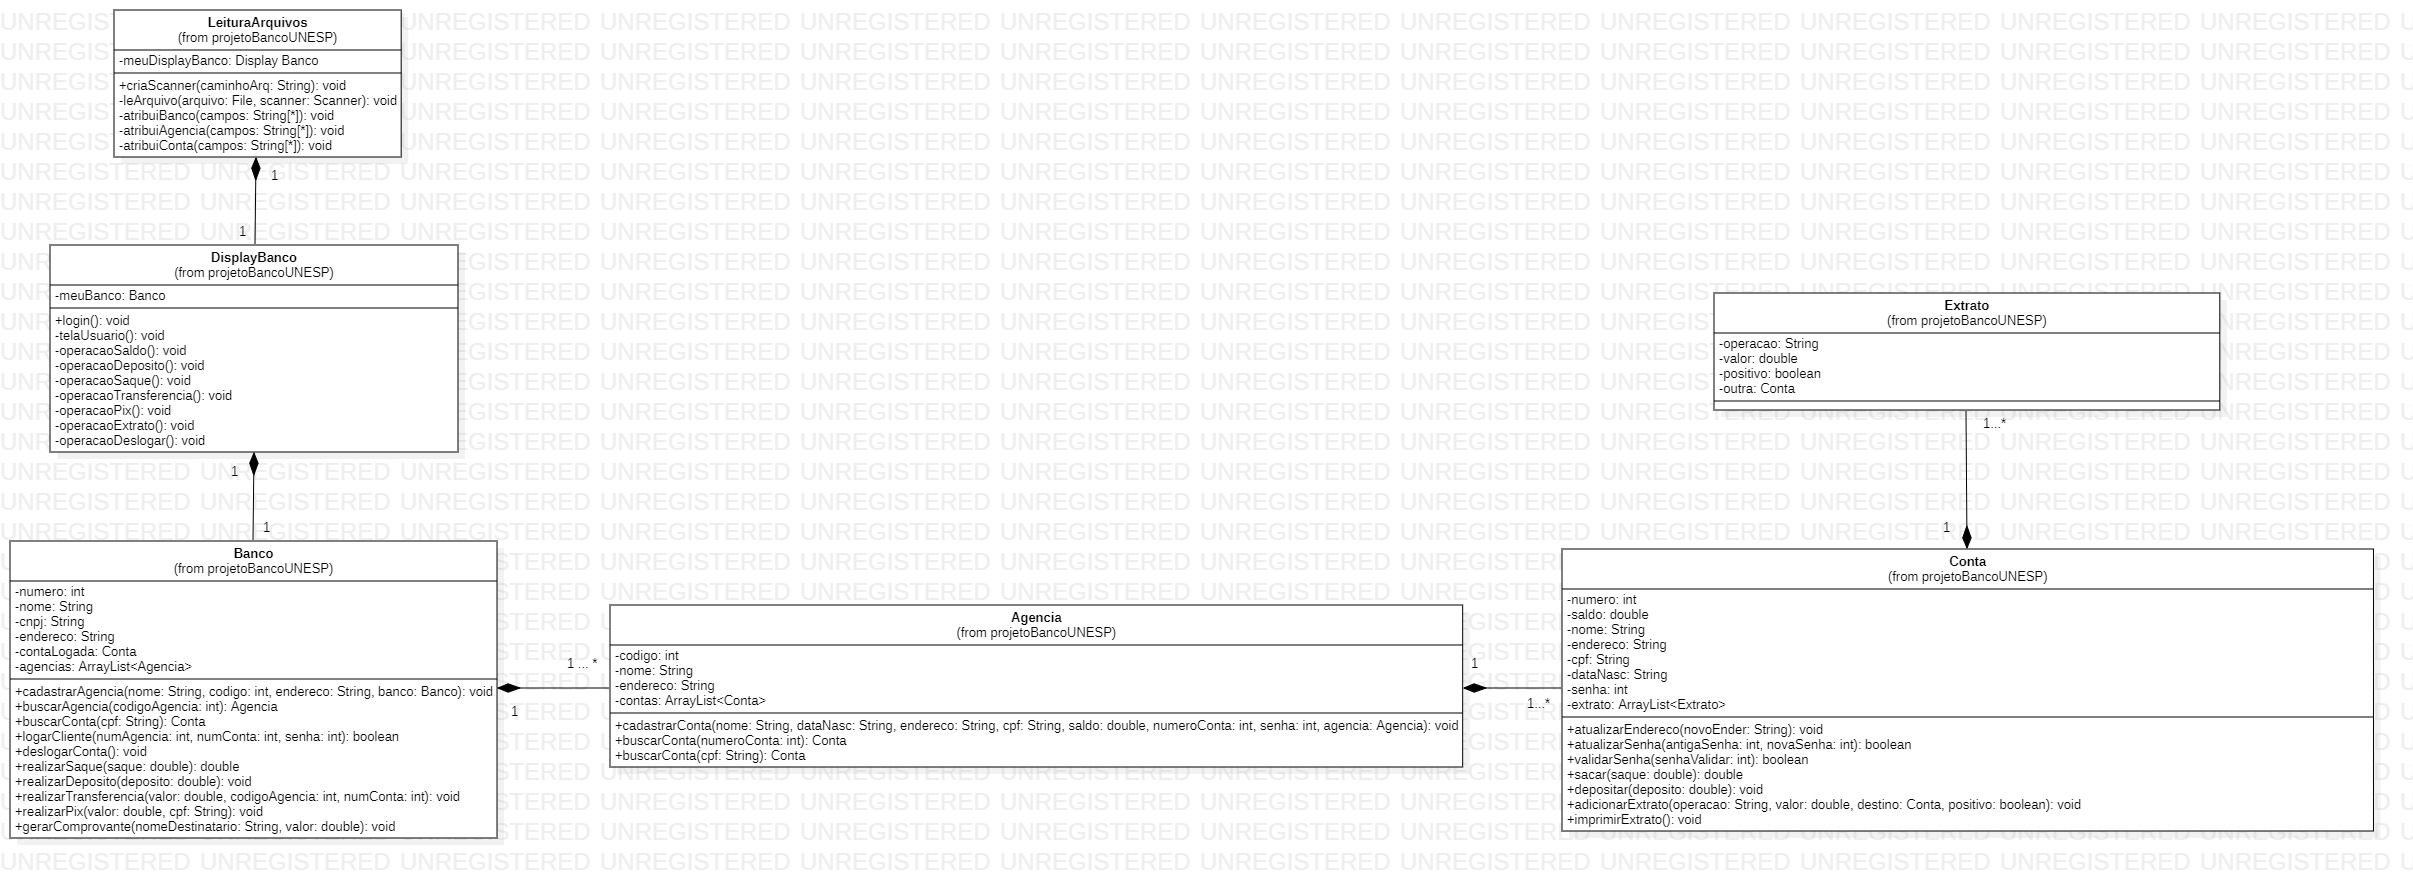 LeituraArquivos
(from projetoBancoUNESP)
-meuDisplayBanco: Display Banco
+criaScanner(caminhoArq: String): void
-leArquivo(arquivo: File, scanner: Scanner): void
-atribuiBanco(campos: String[*]): void
-atribuiAgencia(campos: String[*]): void
-atribuiConta(campos: String[*]): void
1
1
DisplayBanco
(from projetoBancoUNESP)
-meuBanco: Banco
+login(): void
-telaUsuario(): void
-operacaoSaldo(): void
-operacaoDeposito(): void
-operacaoSaque(): void
-operacaoTransferencia(): void
-operacaoPix(): void
-operacaoExtrato(): void
-operacaoDeslogar(): void
1
1
Banco
(from projetoBancoUNESP)
-numero: int
-nome: String
-cnpj: String
-endereco: String
-contaLogada: Conta
-agencias: ArrayList<Agencia>
+cadastrarAgencia(nome: String, codigo: int, endereco: String, banco: Banco): void
+buscarAgencia(codigoAgencia: int): Agencia
+buscarConta(cpf: String): Conta
+logarCliente(numAgencia: int, numConta: int, senha: int): boolean
+deslogarConta(): void
+realizarSaque(saque: double): double
+realizarDeposito(deposito: double): void
+realizarTransferencia(valor: double, codigoAgencia: int, numConta: int): void
+realizarPix(valor: double, cpf: String): void
+gerarComprovante(nomeDestinatario: String, valor: double): void
1 ... *
1
Agencia
(from projetoBancoUNESP)
-codigo: int
-nome: String
-endereco: String
-contas: ArrayList<Conta>
+cadastrarConta(nome: String, dataNasc: String, endereco: String, cpf: String, saldo: double, numeroConta: int, senha: int, agencia: Agencia): void
+buscarConta(numeroConta: int): Conta
+buscarConta(cpf: String): Conta
1
1...*
Extrato
(from projetoBancoUNESP)
-operacao: String
-valor: double
-positivo: boolean
-outra: Conta
1...*
1
Conta
(from projetoBancoUNESP)
-numero: int
-saldo: double
-nome: String
-endereco: String
-cpf: String
-dataNasc: String
-senha: int
-extrato: ArrayList<Extrato>
+atualizarEndereco(novoEnder: String): void
+atualizarSenha(antigaSenha: int, novaSenha: int): boolean
+validarSenha(senhaValidar: int): boolean
+sacar(saque: double): double
+depositar(deposito: double): void
+adicionarExtrato(operacao: String, valor: double, destino: Conta, positivo: boolean): void
+imprimirExtrato(): void
UNREGISTERED